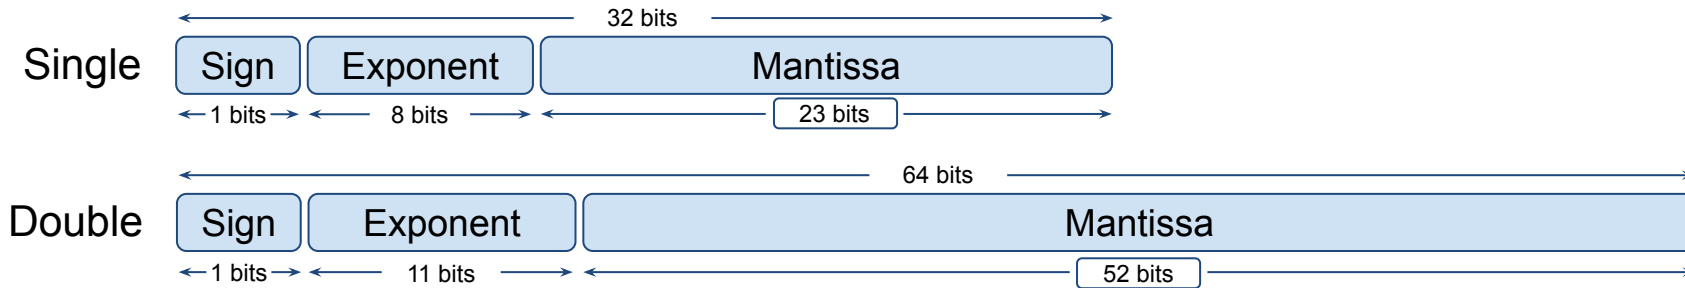 32 bits
Single Sign Exponent Mantissa
1 bits 8 bits 23 bits
64 bits
Double Sign Exponent Mantissa
1 bits 11 bits 52 bits